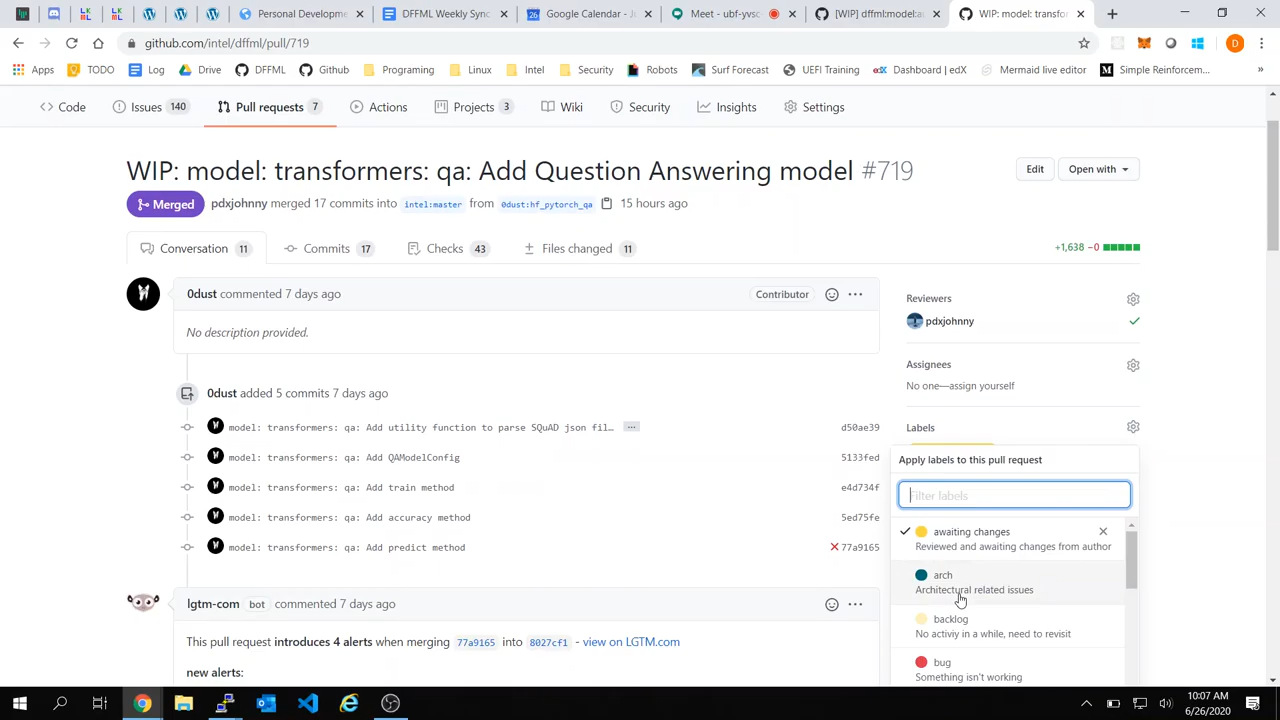 Personal Developme
DFFML Weekly Sync
Google Calendar - Ju
Meet - ubf-yvsc
[WIP] dffml:model:au
WIP: model: transfor
github.com/intel/dffml/pull/719
Apps
TODO
Log
Drive
DFFML
Github
Programing
Linux
Intel
Security
Robots
Surf Forecast
UEFI Training
Dashboard | edX
Mermaid live editor
Simple Reinforcem...
Code
Issues 140
Pull requests 7
Actions
Projects 3
Wiki
Security
Insights
Settings
WIP: model: transformers: qa: Add Question Answering model #719
Edit
Open with
Merged
pdxjohnny merged 17 commits into intel:master from 0dust:hf_pytorch_qa 15 hours ago
Conversation 11
Commits 17
Checks 43
Files changed 11
+1,638 −0
0dust commented 7 days ago
Contributor
No description provided.
0dust added 5 commits 7 days ago
model: transformers: qa: Add utility function to parse SQuAD json fil… ...
d50ae39
model: transformers: qa: Add QAModelConfig
5133fed
model: transformers: qa: Add train method
e4d734f
model: transformers: qa: Add accuracy method
5ed75fe
model: transformers: qa: Add predict method
77a9165
lgtm-com bot commented 7 days ago
This pull request introduces 4 alerts when merging 77a9165 into 8027cf1 - view on LGTM.com
new alerts:
Reviewers
pdxjohnny
Assignees
No one—assign yourself
Labels
Apply labels to this pull request
Filter labels
awaiting changes
Reviewed and awaiting changes from author
arch
Architectural related issues
backlog
No activiy in a while, need to revisit
bug
Something isn't working
10:07 AM
6/26/2020